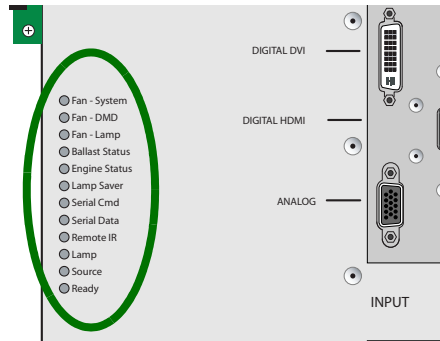 DIGITAL DVI
Fan - System
Fan - DMD
DIGITAL HDMI
Fan - Lamp
Ballast Status
Engine Status
Lamp Saver
Serial Cmd
ANALOG
Serial Data
Remote IR
Lamp
Source
Ready
INPUT